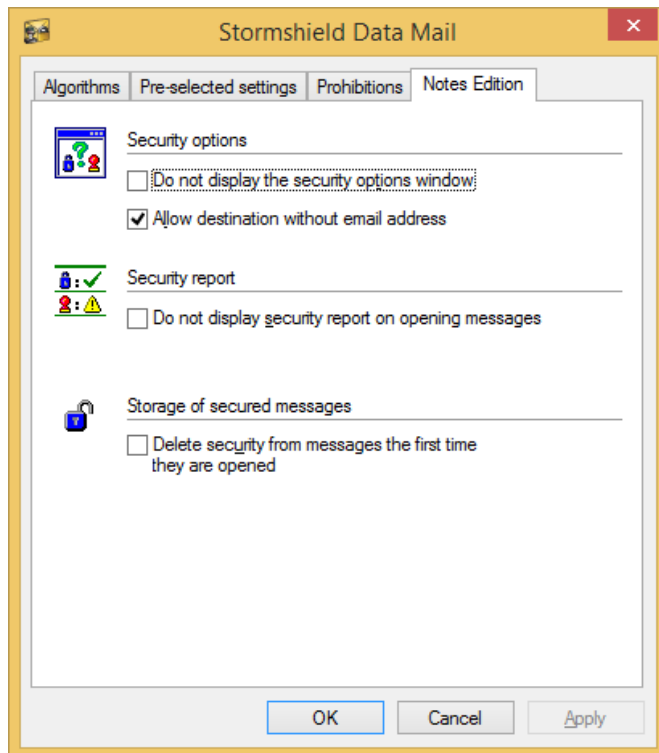 Stormshield Data Mail
Algorithms Pre-selected settings Prohibitions Notes Edition
Security options
Do not display the security options window
Allow destination without email address
Security report
Do not display security report on opening messages
Storage of secured messages
Delete security from messages the first time
they are opened
OK Cancel Apply